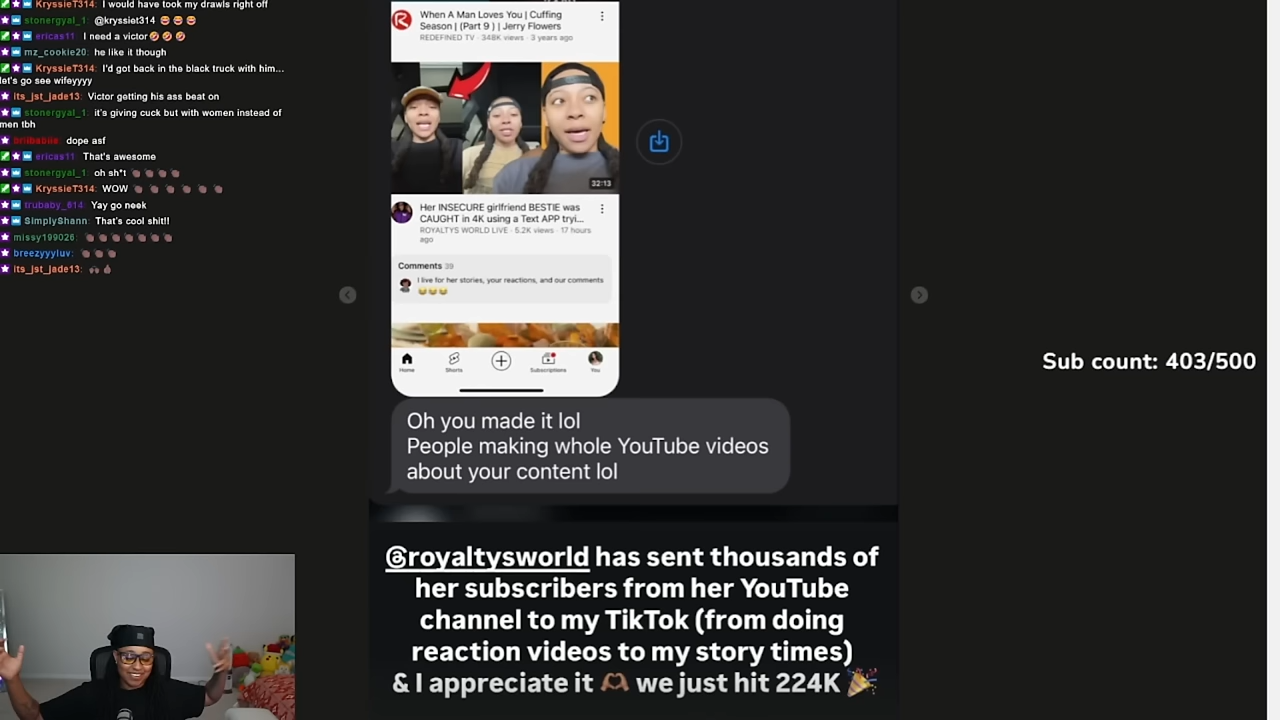 KryssieT314: I would have took my drawls right off
stonergyal_1: @kryssiet314 😍😍😍
ericas11 I need a victor🤣🤣🤣
mz_cookie20: he like it though
KryssieT314: I'd got back in the black truck with him...
let's go see wifeyyyy
its_jst_jade13: Victor getting his ass beat on
stonergyal_1: it's giving cuck but with women instead of
men tbh
dope asf
ericas11 That's awesome
stonergyal_1: oh sh*t 👏🏾👏🏾👏🏾👏🏾
KryssieT314: WOW 👏🏾 👏🏾 👏🏾 👏🏾 👏🏾 👏🏾
trubaby_614: Yay go neek
SimplyShann: That's cool shit!!
missy199026: 👏🏾👏🏾👏🏾👏🏾👏🏾👏🏾👏🏾
breezyyyluv: 👏🏾👏🏾👏🏾
its_jst_jade13: 🙌🏾👍🏾
When A Man Loves You | Cuffing
Season | (Part 9 ) | Jerry Flowers
REDEFINED TV · 348K views · 3 years ago
32:13
Her INSECURE girlfriend BESTIE was
CAUGHT in 4K using a Text APP tryi...
ROYALTYS WORLD LIVE · 5.2K views · 17 hours
ago
Comments 39
I live for her stories, your reactions, and our comments
😂😂😂
Home Shorts Subscriptions You
Oh you made it lol
People making whole YouTube videos
about your content lol
@royaltysworld has sent thousands of
her subscribers from her YouTube
channel to my TikTok (from doing
reaction videos to my story times)
& I appreciate it 🫶🏾 we just hit 224K 🎉
Sub count: 403/500